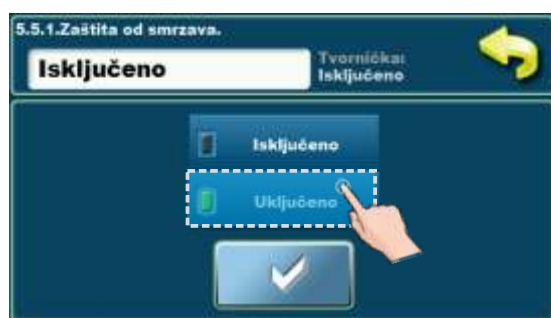 5.5.1.Zaštita od smrzava.
Isključeno
Tvornička:
Isključeno
Isključeno
Uključeno